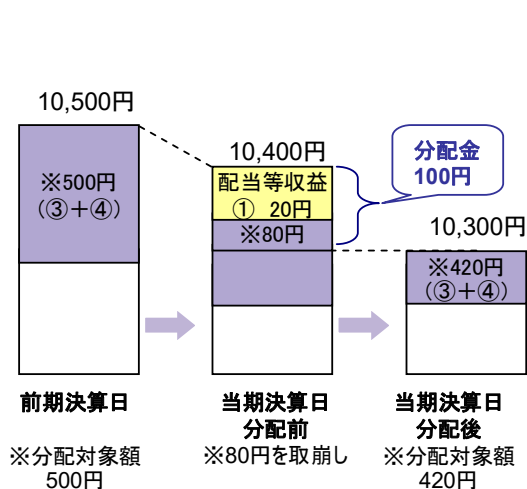 10,500円
※500円
(③+④)
10,400円
配当等収益
① 20円
※80円
分配金
100円
10,300円
※420円
(③+④)
前期決算日
※分配対象額
500円
当期決算日
分配前
※80円を取崩し
当期決算日
分配後
※分配対象額
420円